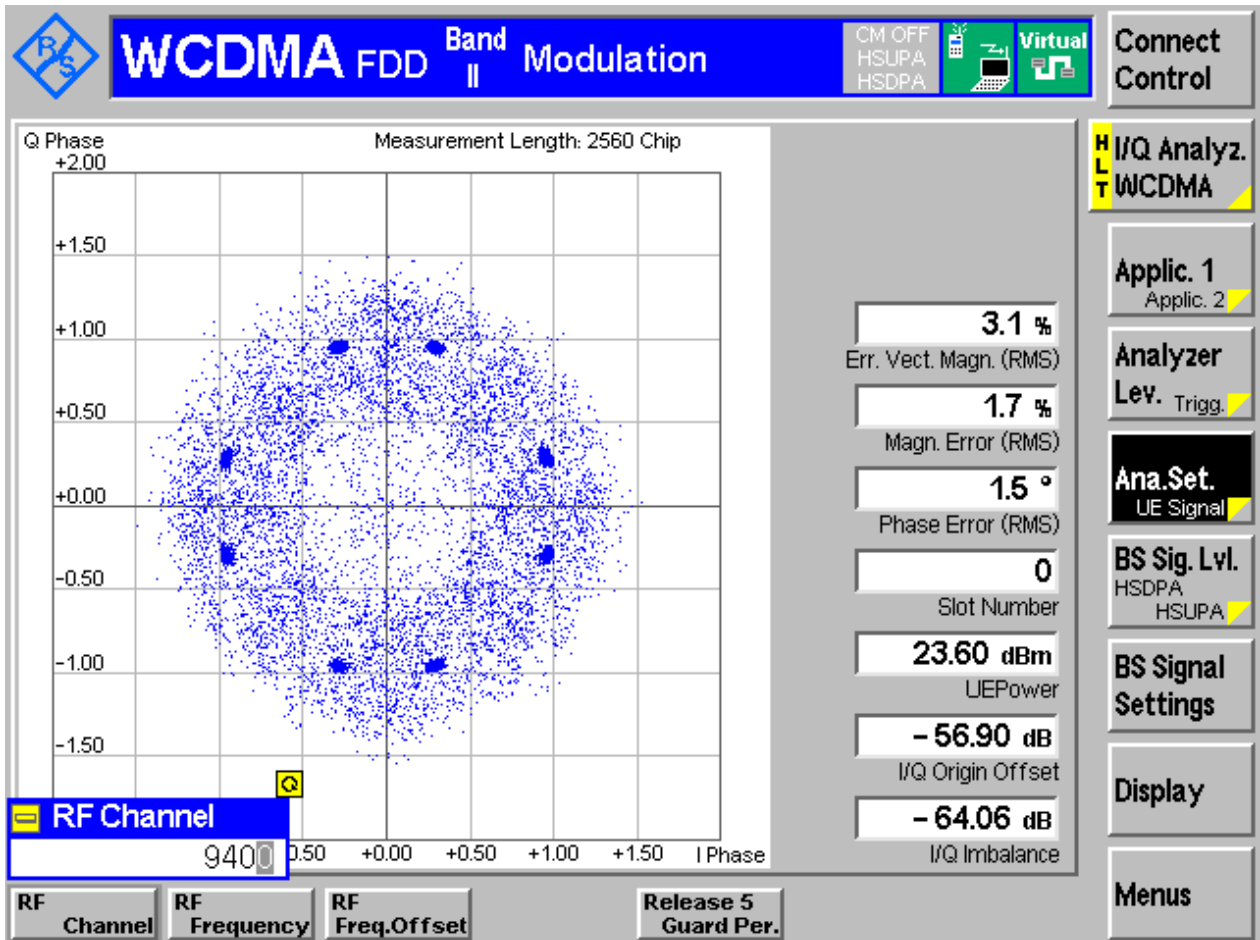 R/S
WCDMA FDD Band II Modulation
CM OFF
HSUPA
HSDPA
Virtual
Connect Control
Q Phase
Measurement Length: 2560 Chip
+2.00
+1.50
+1.00
+0.50
+0.00
-0.50
-1.00
-1.50
Q
RF Channel
9400
0.50 +0.00 +0.50 +1.00 +1.50 I Phase
3.1 %
Err. Vect. Magn. (RMS)
1.7 %
Magn. Error (RMS)
1.5 °
Phase Error (RMS)
0
Slot Number
23.60 dBm
UEPower
-56.90 dB
I/Q Origin Offset
-64.06 dB
I/Q Imbalance
HLT
I/Q Analyz.
WCDMA
Applic. 1
Applic. 2
Analyzer
Lev. Trigg.
Ana.Set.
UE Signal
BS Sig. Lvl.
HSDPA
HSUPA
BS Signal
Settings
Display
Menus
RF Channel
RF Frequency
RF Freq.Offset
Release 5 Guard Per.